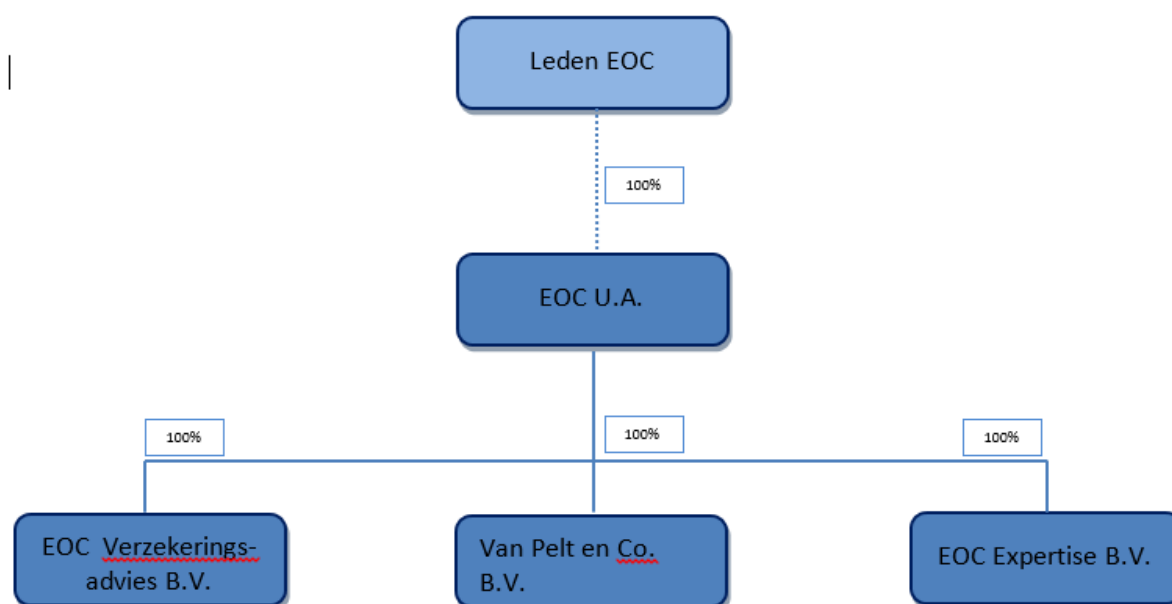 Leden EOC
100%
EOC U.A.
100%
100%
100%
EOC Verzekerings-
advies B.V.
Van Pelt en Co.
B.V.
EOC Expertise B.V.